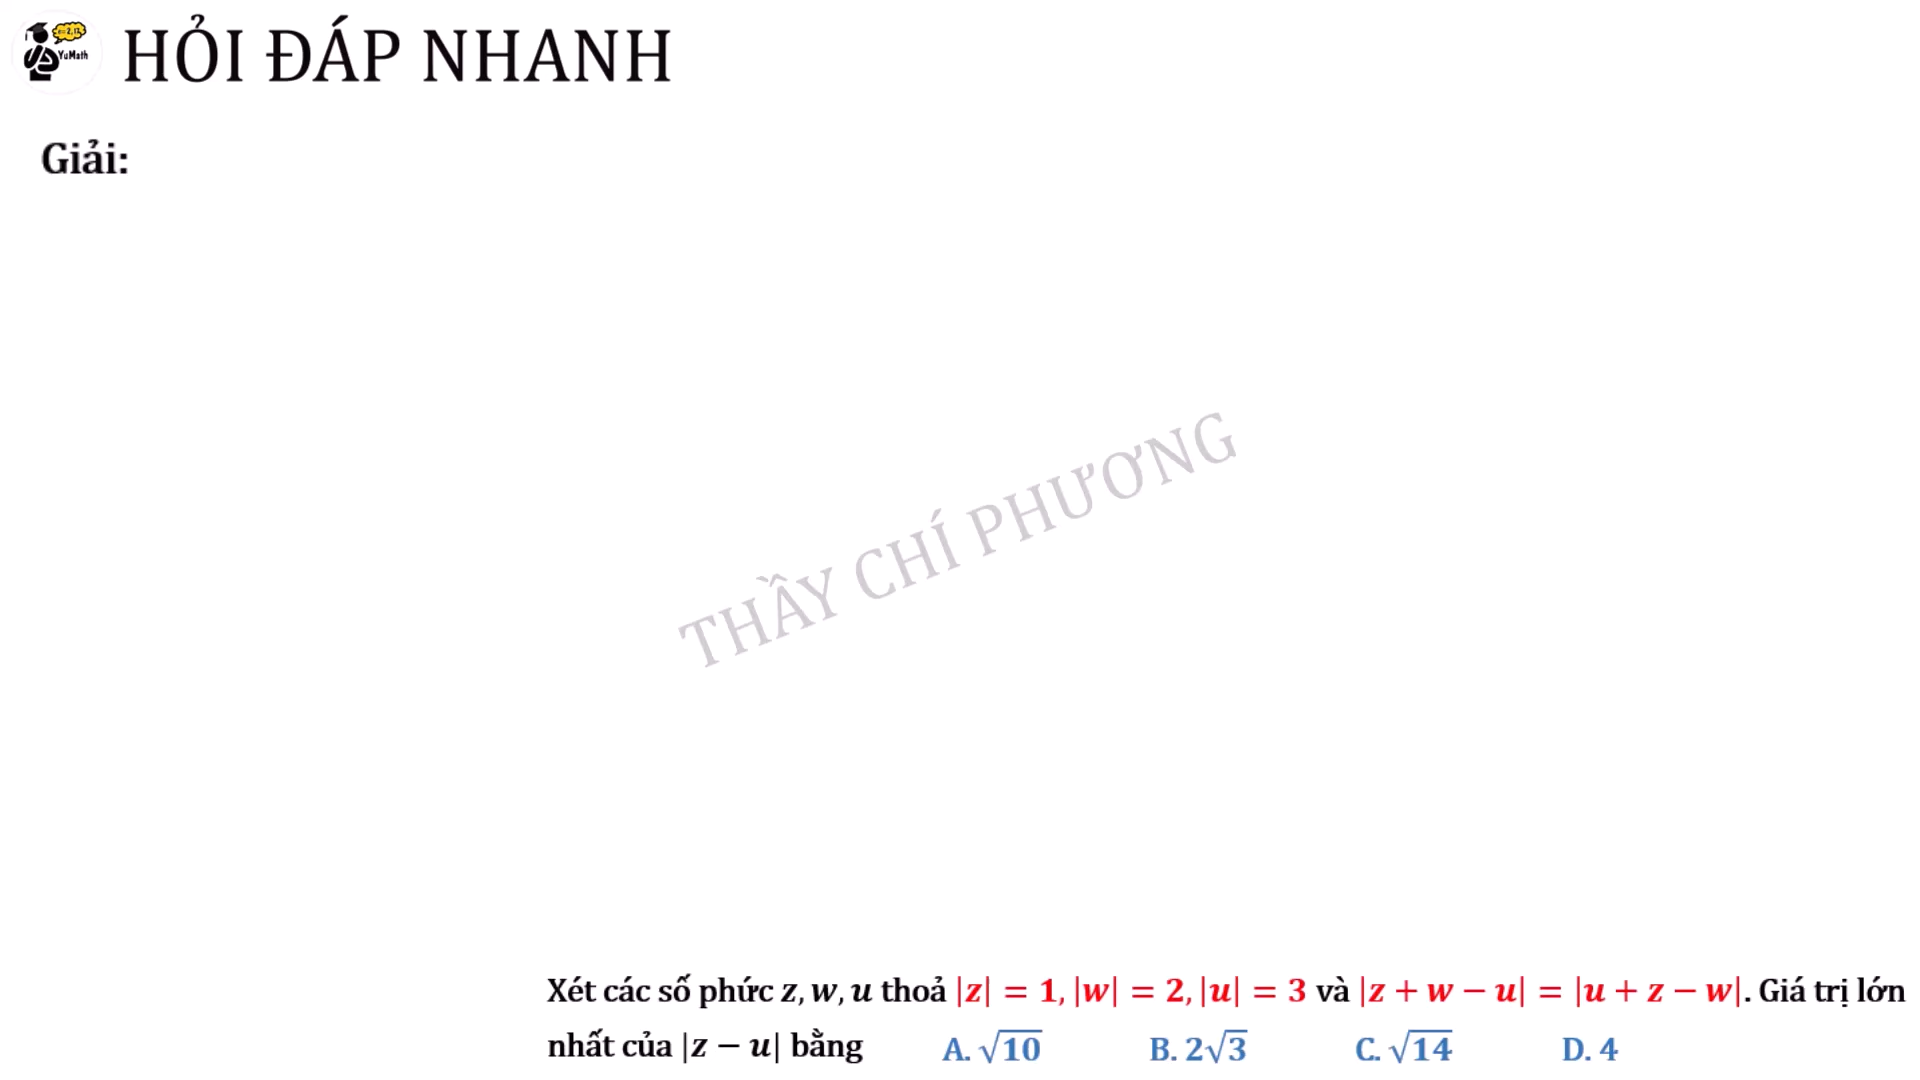 YuMath
HỎI ĐÁP NHANH
Giải:
THẦY CHÍ PHƯƠNG
Xét các số phức z, w, u thoả |z| = 1, |w| = 2, |u| = 3 và |z + w − u| = |u + z − w|. Giá trị lớn
nhất của |z − u| bằng A. √10 B. 2√3 C. √14 D. 4